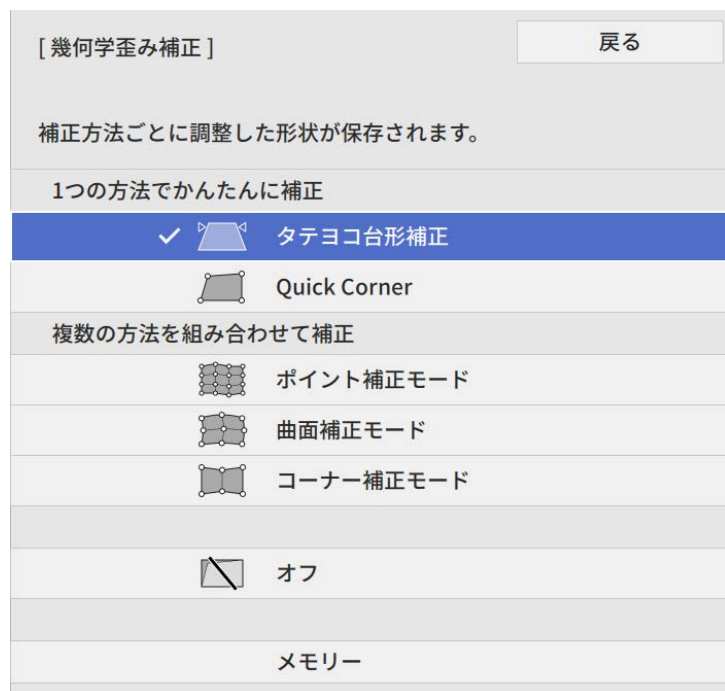 [ 幾何学歪み補正 ]
戻る
補正方法ごとに調整した形状が保存されます。
1つの方法でかんたんに補正
タテヨコ台形補正
Quick Corner
複数の方法を組み合わせて補正
ポイント補正モード
曲面補正モード
コーナー補正モード
オフ
メモリー